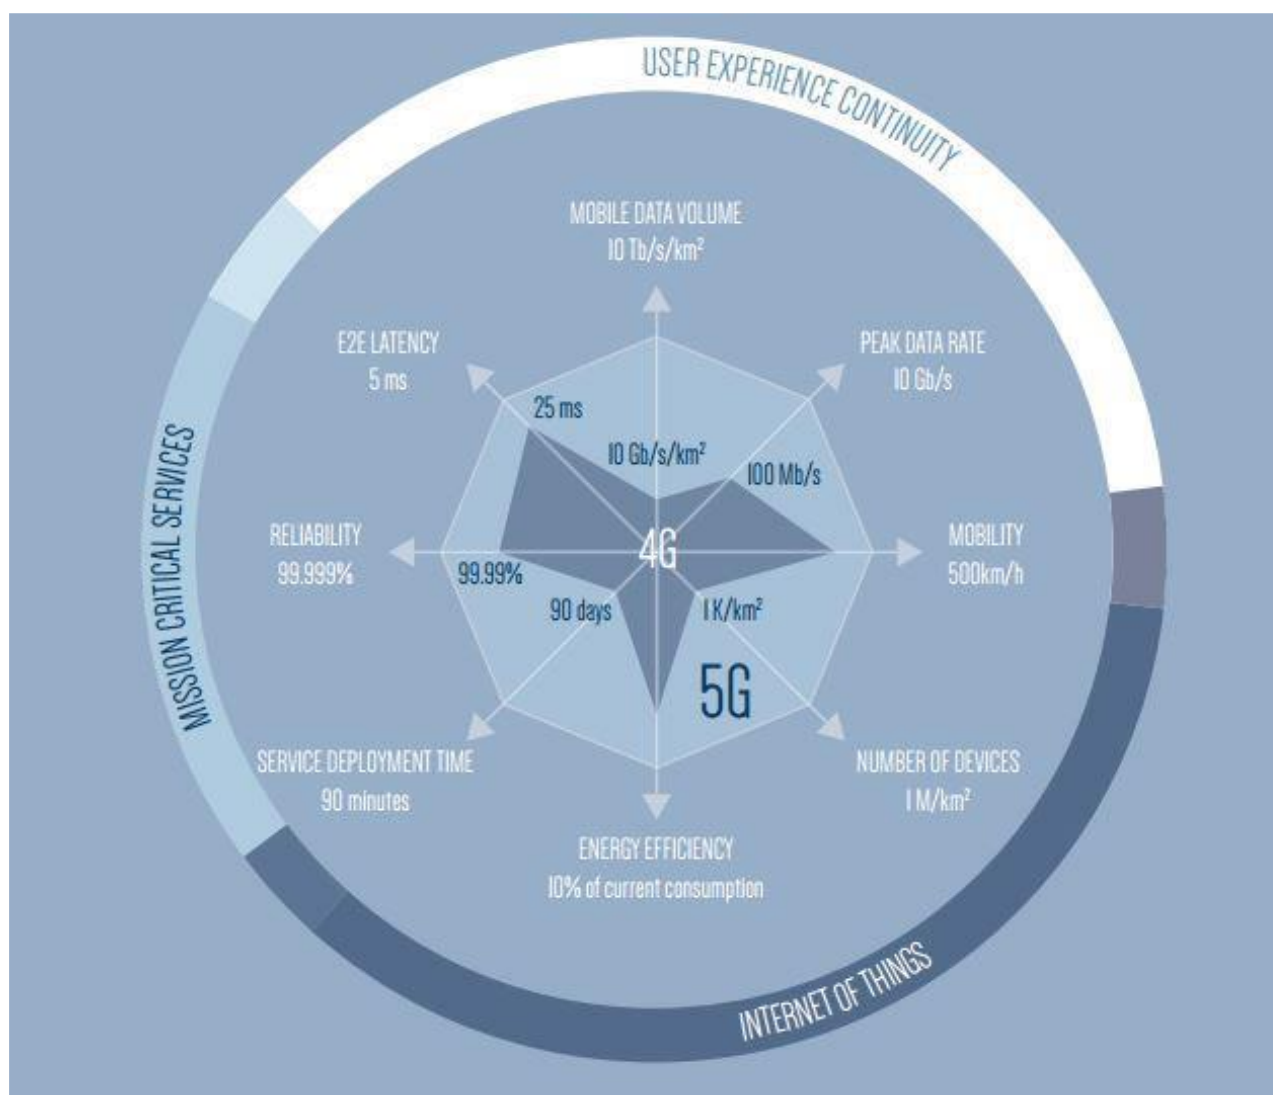 USER EXPERIENCE CONTINUITY
MOBILE DATA VOLUME
10 Tb/s/km²
E2E LATENCY
5 ms
PEAK DATA RATE
10 Gb/s
25 ms
10 Gb/s/km²
100 Mb/s
MISSION CRITICAL SERVICES
RELIABILITY
99.999%
4G
MOBILITY
500km/h
99.99%
90 days
1 K/km²
5G
SERVICE DEPLOYMENT TIME
90 minutes
NUMBER OF DEVICES
1 M/km²
ENERGY EFFICIENCY
10% of current consumption
INTERNET OF THINGS